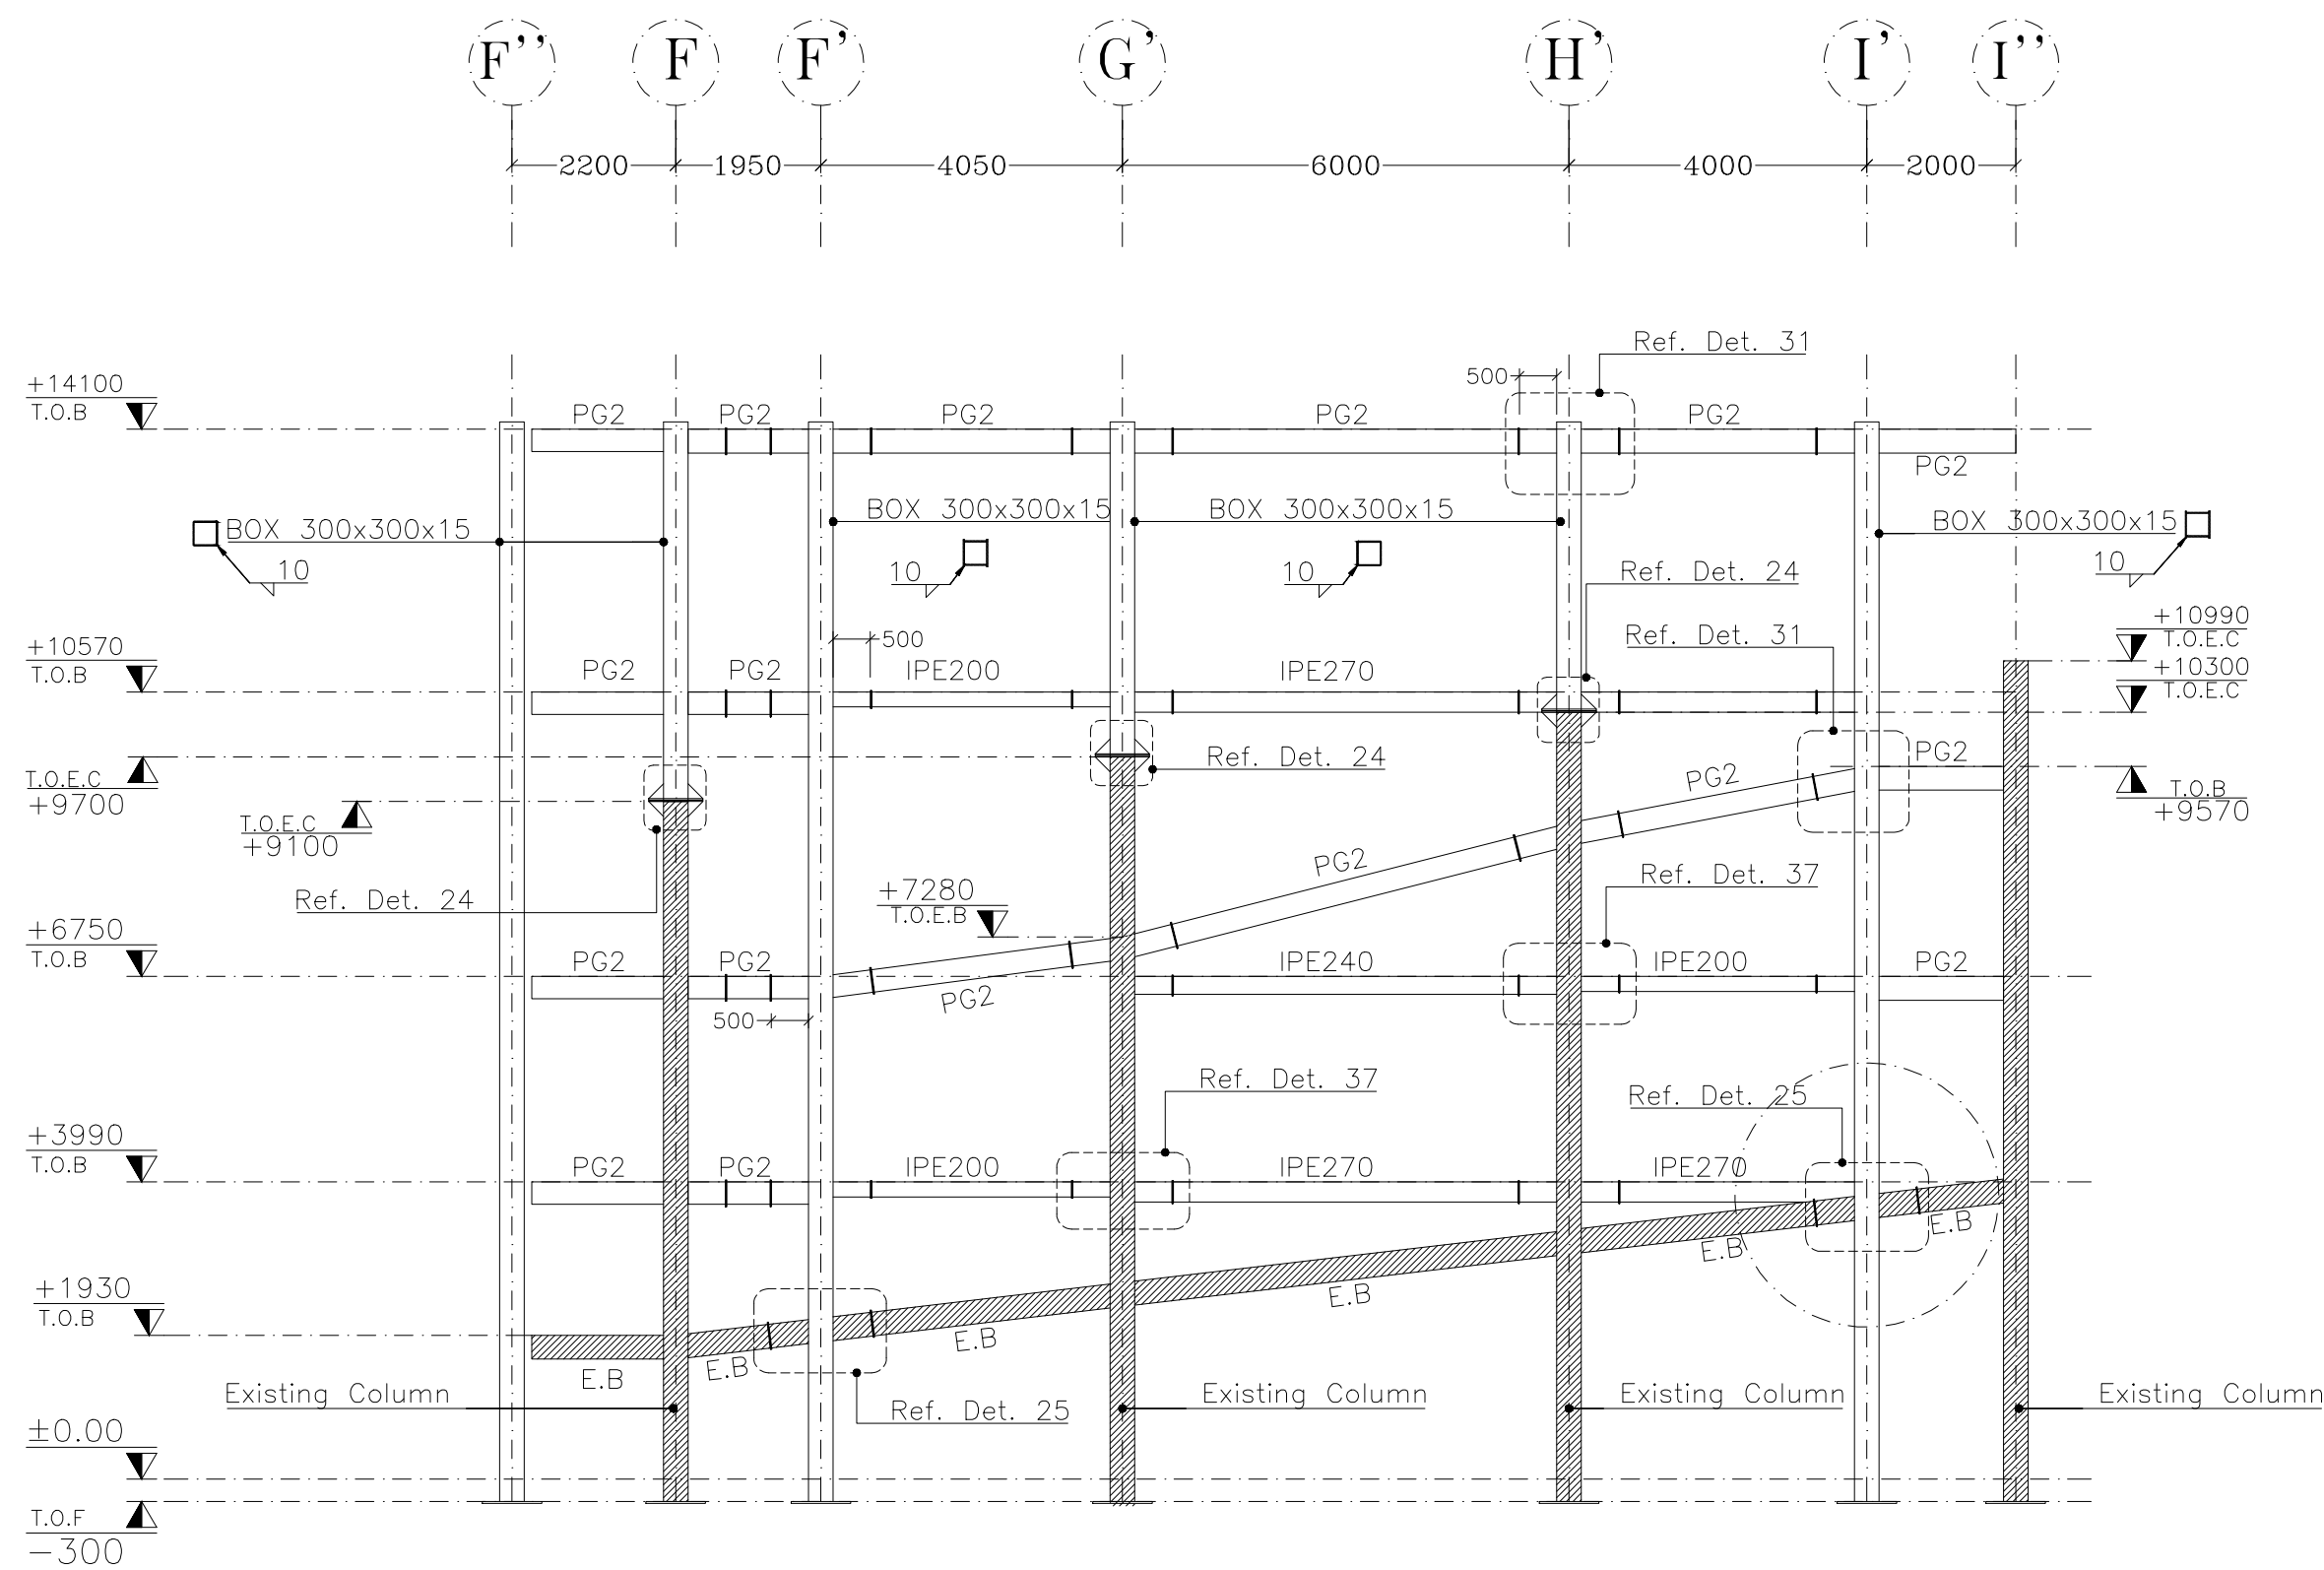 F'' F F' G' H' I' I''
2200 1950 4050 6000 4000 2000
Ref. Det. 31
500
+14100
T.O.B
PG2 PG2 PG2 PG2 PG2
PG2
BOX 300x300x15 BOX 300x300x15 BOX 300x300x15 BOX 300x300x15
10 10 10 10
Ref. Det. 24
+10990
T.O.E.C
Ref. Det. 31
500
+10570
T.O.B
PG2 PG2 IPE200 IPE270
+10300
T.O.E.C
Ref. Det. 24
PG2
PG2
T.O.E.C
+9700
T.O.B
+9570
T.O.E.C
+9100
PG2
Ref. Det. 37
+7280
T.O.E.B
Ref. Det. 24
+6750
T.O.B
PG2 PG2 IPE240 IPE200 PG2
PG2
500
Ref. Det. 37
Ref. Det. 25
+3990
T.O.B
PG2 PG2 IPE200 IPE270 IPE270
E.B
E.B
+1930
T.O.B
E.B
E.B
E.B
E.B
Existing Column Existing Column Existing Column Existing Column
Ref. Det. 25
±0.00
T.O.F
-300